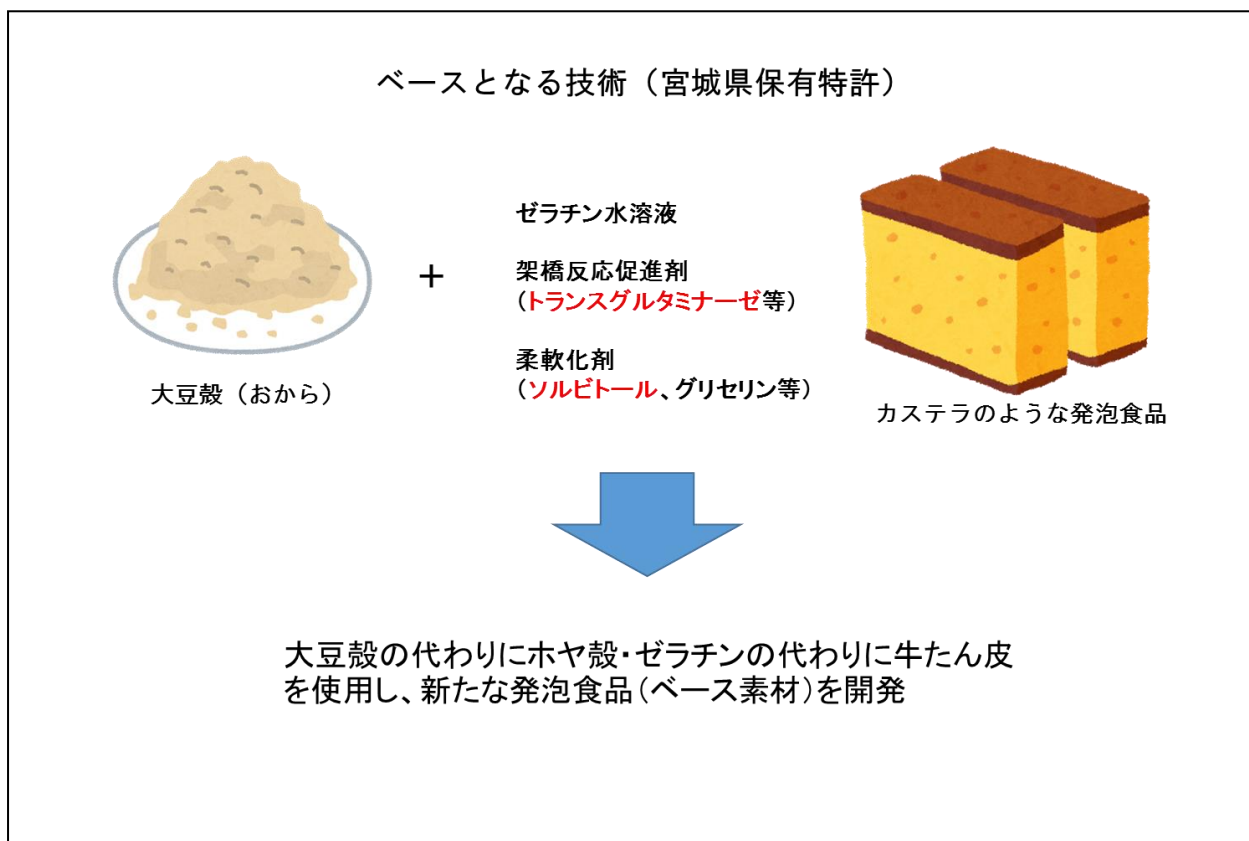 ベースとなる技術（宮城県保有特許）
ゼラチン水溶液
+
架橋反応促進剤
（トランスグルタミナーゼ等）
柔軟化剤
（ソルビトール、グリセリン等）
大豆殻（おから）
カステラのような発泡食品
大豆殻の代わりにホヤ殻・ゼラチンの代わりに牛たん皮
を使用し、新たな発泡食品（ベース素材）を開発